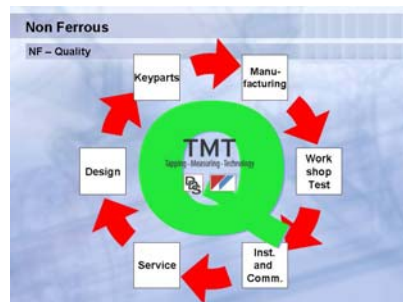 Non Ferrous
NF – Quality
Keyparts
Manu-
facturing
Work
shop
Test
Inst.
and
Comm.
Service
Design
TMT
Tapping - Measuring - Technology
DDS